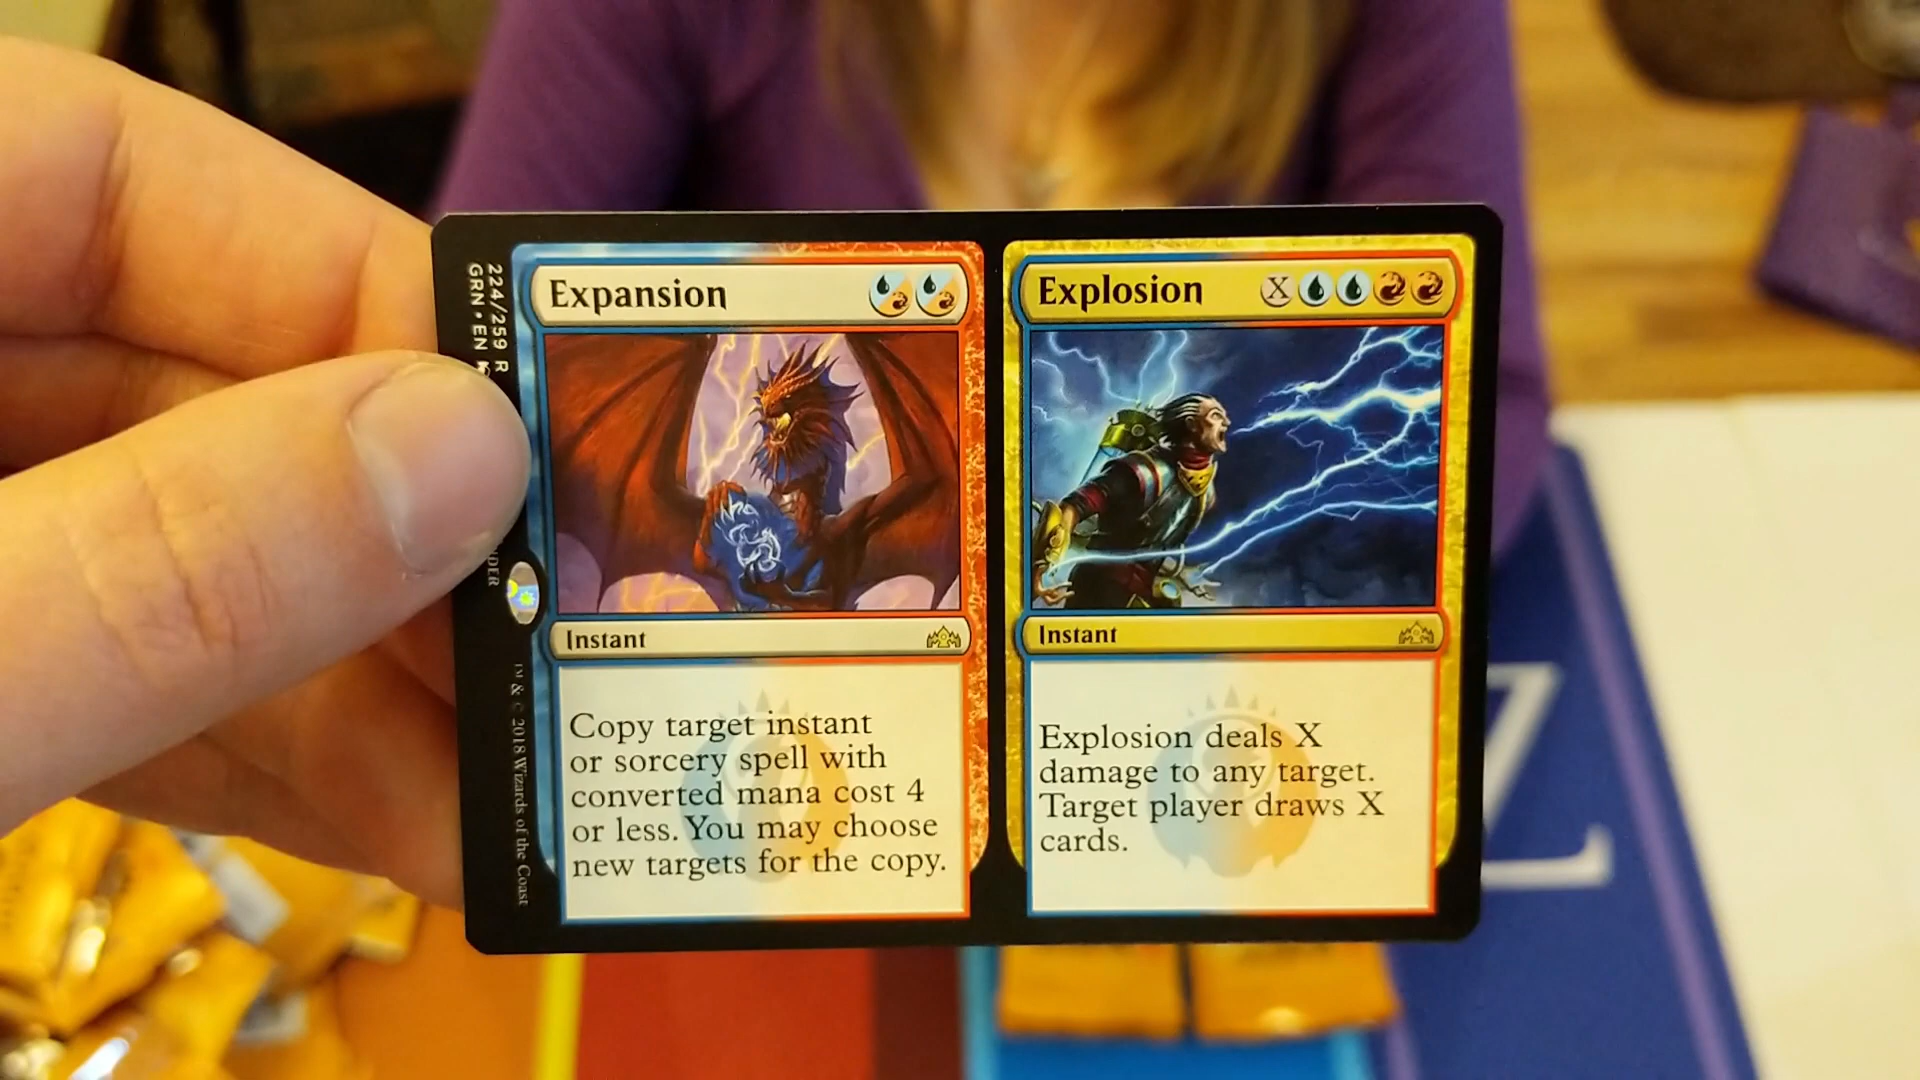 224/259 R
GRN • EN
™ & © 2018 Wizards of the Coast
Expansion
Instant
Copy target instant
or sorcery spell with
converted mana cost 4
or less. You may choose
new targets for the copy.
Explosion
X
Instant
Explosion deals X
damage to any target.
Target player draws X
cards.
Z